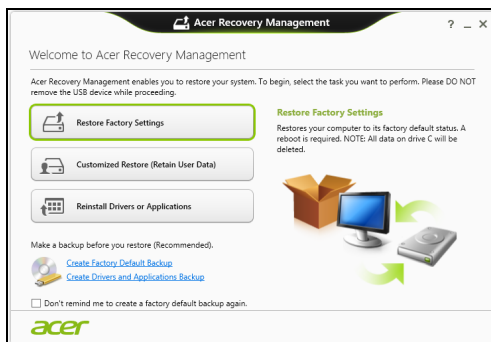 Acer Recovery Management
? _ ×
Welcome to Acer Recovery Management
Acer Recovery Management enables you to restore your system. To begin, select the task you want to perform. Please DO NOT
remove the USB device while proceeding.
Restore Factory Settings
Customized Restore (Retain User Data)
Reinstall Drivers or Applications
Restore Factory Settings
Restores your computer to its factory default status. A
reboot is required. NOTE: All data on drive C will be
deleted.
Make a backup before you restore (Recommended).
Create Factory Default Backup
Create Drivers and Applications Backup
Don't remind me to create a factory default backup again.
acer